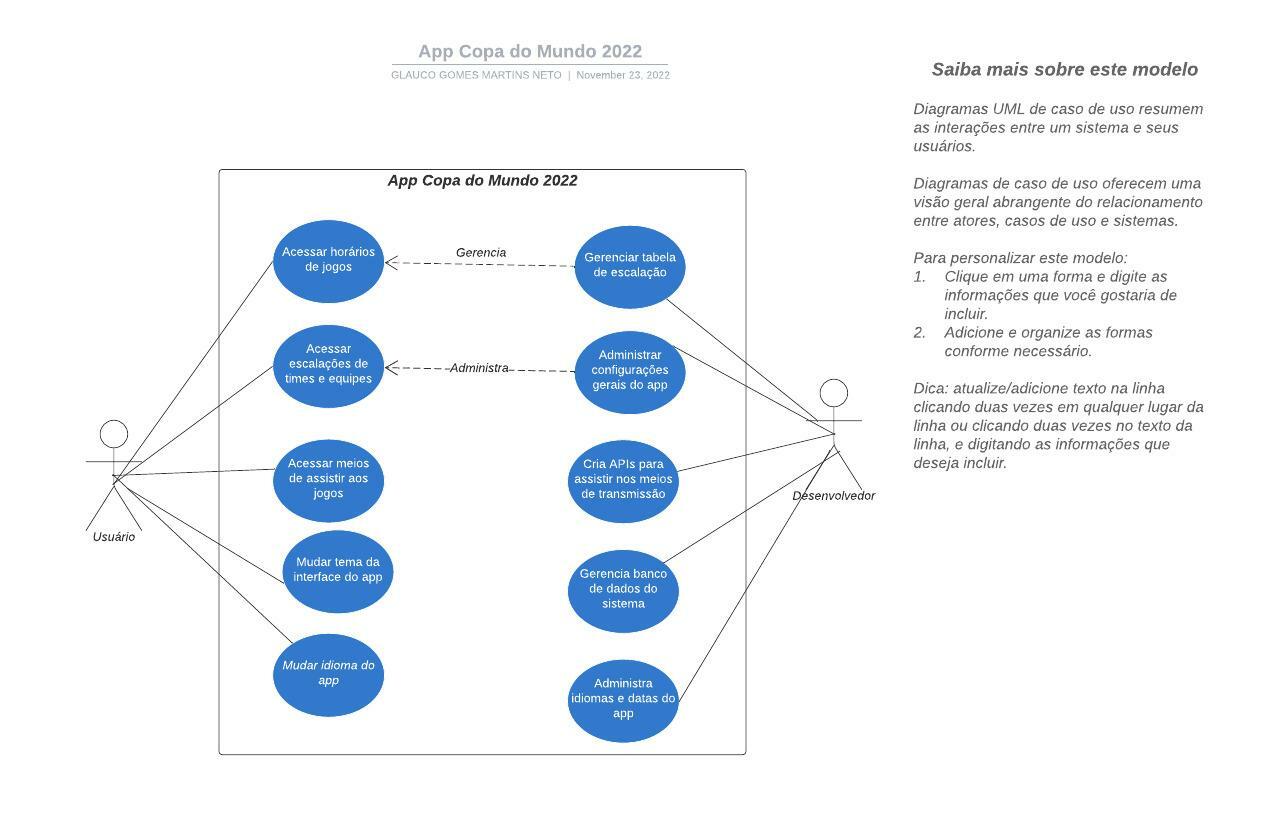 App Copa do Mundo 2022
GLAUCO GOMES MARTINS NETO | November 23, 2022
App Copa do Mundo 2022
Acessar horários
de jogos
Gerencia
Gerenciar tabela
de escalação
Acessar
escalações de
times e equipes
Administra
Administrar
configurações
gerais do app
Acessar meios
de assistir aos
jogos
Cria APIs para
assistir nos meios
de transmissão
Mudar tema da
interface do app
Gerencia banco
de dados do
sistema
Mudar idioma do
app
Administra
idiomas e datas do
app
Usuário
Desenvolvedor
Saiba mais sobre este modelo
Diagramas UML de caso de uso resumem
as interações entre um sistema e seus
usuários.
Diagramas de caso de uso oferecem uma
visão geral abrangente do relacionamento
entre atores, casos de uso e sistemas.
Para personalizar este modelo:
1. Clique em uma forma e digite as
informações que você gostaria de
incluir.
2. Adicione e organize as formas
conforme necessário.
Dica: atualize/adicione texto na linha
clicando duas vezes em qualquer lugar da
linha ou clicando duas vezes no texto da
linha, e digitando as informações que
deseja incluir.